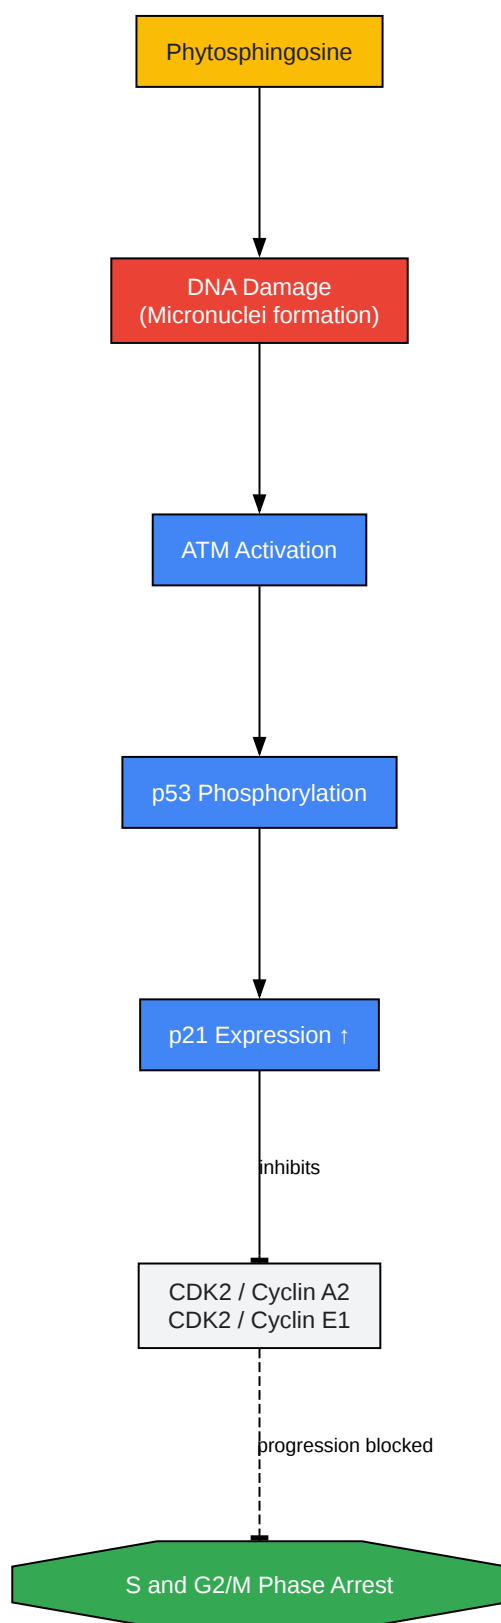 Phytosphingosine
DNA Damage
(Micronuclei formation)
ATM Activation
p53 Phosphorylation
p21 Expression ↑
inhibits
CDK2 / Cyclin A2
CDK2 / Cyclin E1
progression blocked
S and G2/M Phase Arrest